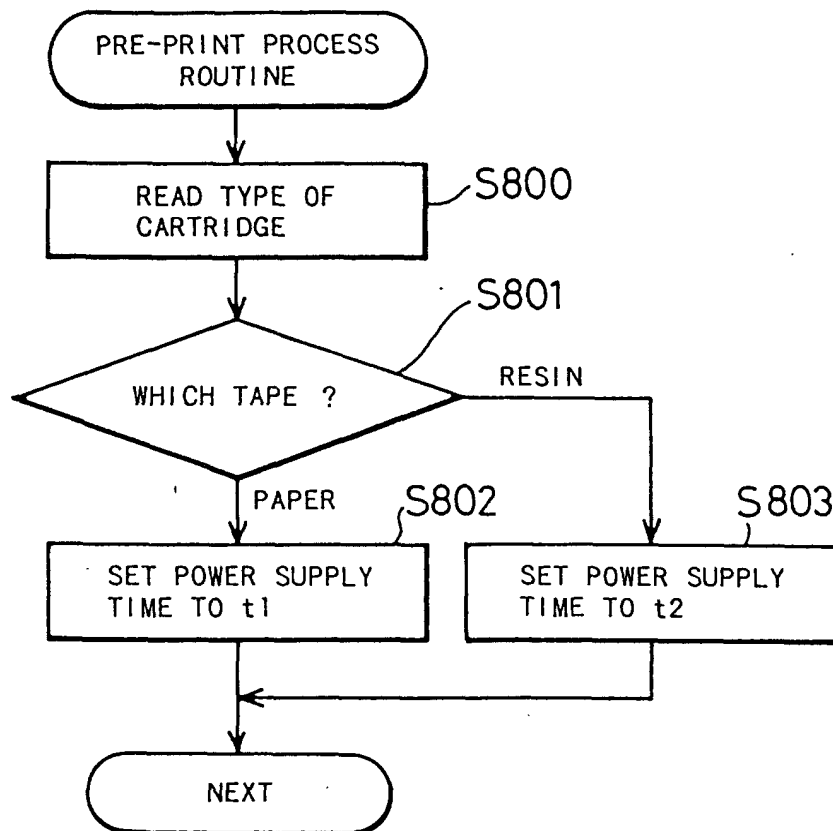 PRE-PRINT PROCESS
ROUTINE
READ TYPE OF
CARTRIDGE
S800
S801
WHICH TAPE ?
RESIN
PAPER
S802
S803
SET POWER SUPPLY
TIME TO t1
SET POWER SUPPLY
TIME TO t2
NEXT